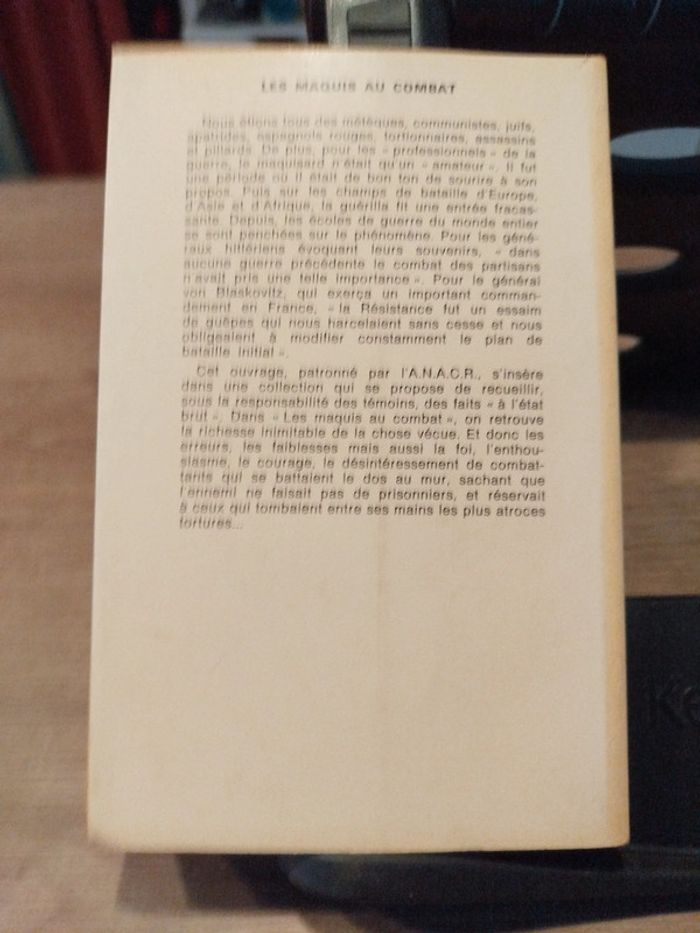 LES MAQUIS AU COMBAT
Nous étions tous des métèques, communistes, juifs,
apatrides, espagnols rouges, tortionnaires, assassins
et pillards. De plus, pour les « professionnels » de la
guerre, le maquisard n'était qu'un « amateur ». Il fut
une période où il était de bon ton de sourire à son
propos. Puis sur les champs de bataille d'Europe,
d'Asie et d'Afrique, la guérilla fit une entrée fracas-
sante. Depuis, les écoles de guerre du monde entier
se sont penchées sur le phénomène. Pour les géné-
raux hitlériens évoquant leurs souvenirs, « dans
aucune guerre précédente le combat des partisans
n'avait pris une telle importance ». Pour le général
von Blaskovitz, qui exerça un important comman-
dement en France, « la Résistance fut un essaim
de guêpes qui nous harcelaient sans cesse et nous
obligeaient à modifier constamment le plan de
bataille initial ».
Cet ouvrage, patronné par l'A.N.A.C.R., s'insère
dans une collection qui se propose de recueillir,
sous la responsabilité des témoins, des faits « à l'état
brut ». Dans « Les maquis au combat », on retrouve
la richesse inimitable de la chose vécue. Et donc les
erreurs, les faiblesses mais aussi la foi, l'enthou-
siasme, le courage, le désintéressement de combat-
tants qui se battaient le dos au mur, sachant que
l'ennemi ne faisait pas de prisonniers, et réservait
à ceux qui tombaient entre ses mains les plus atroces
tortures...